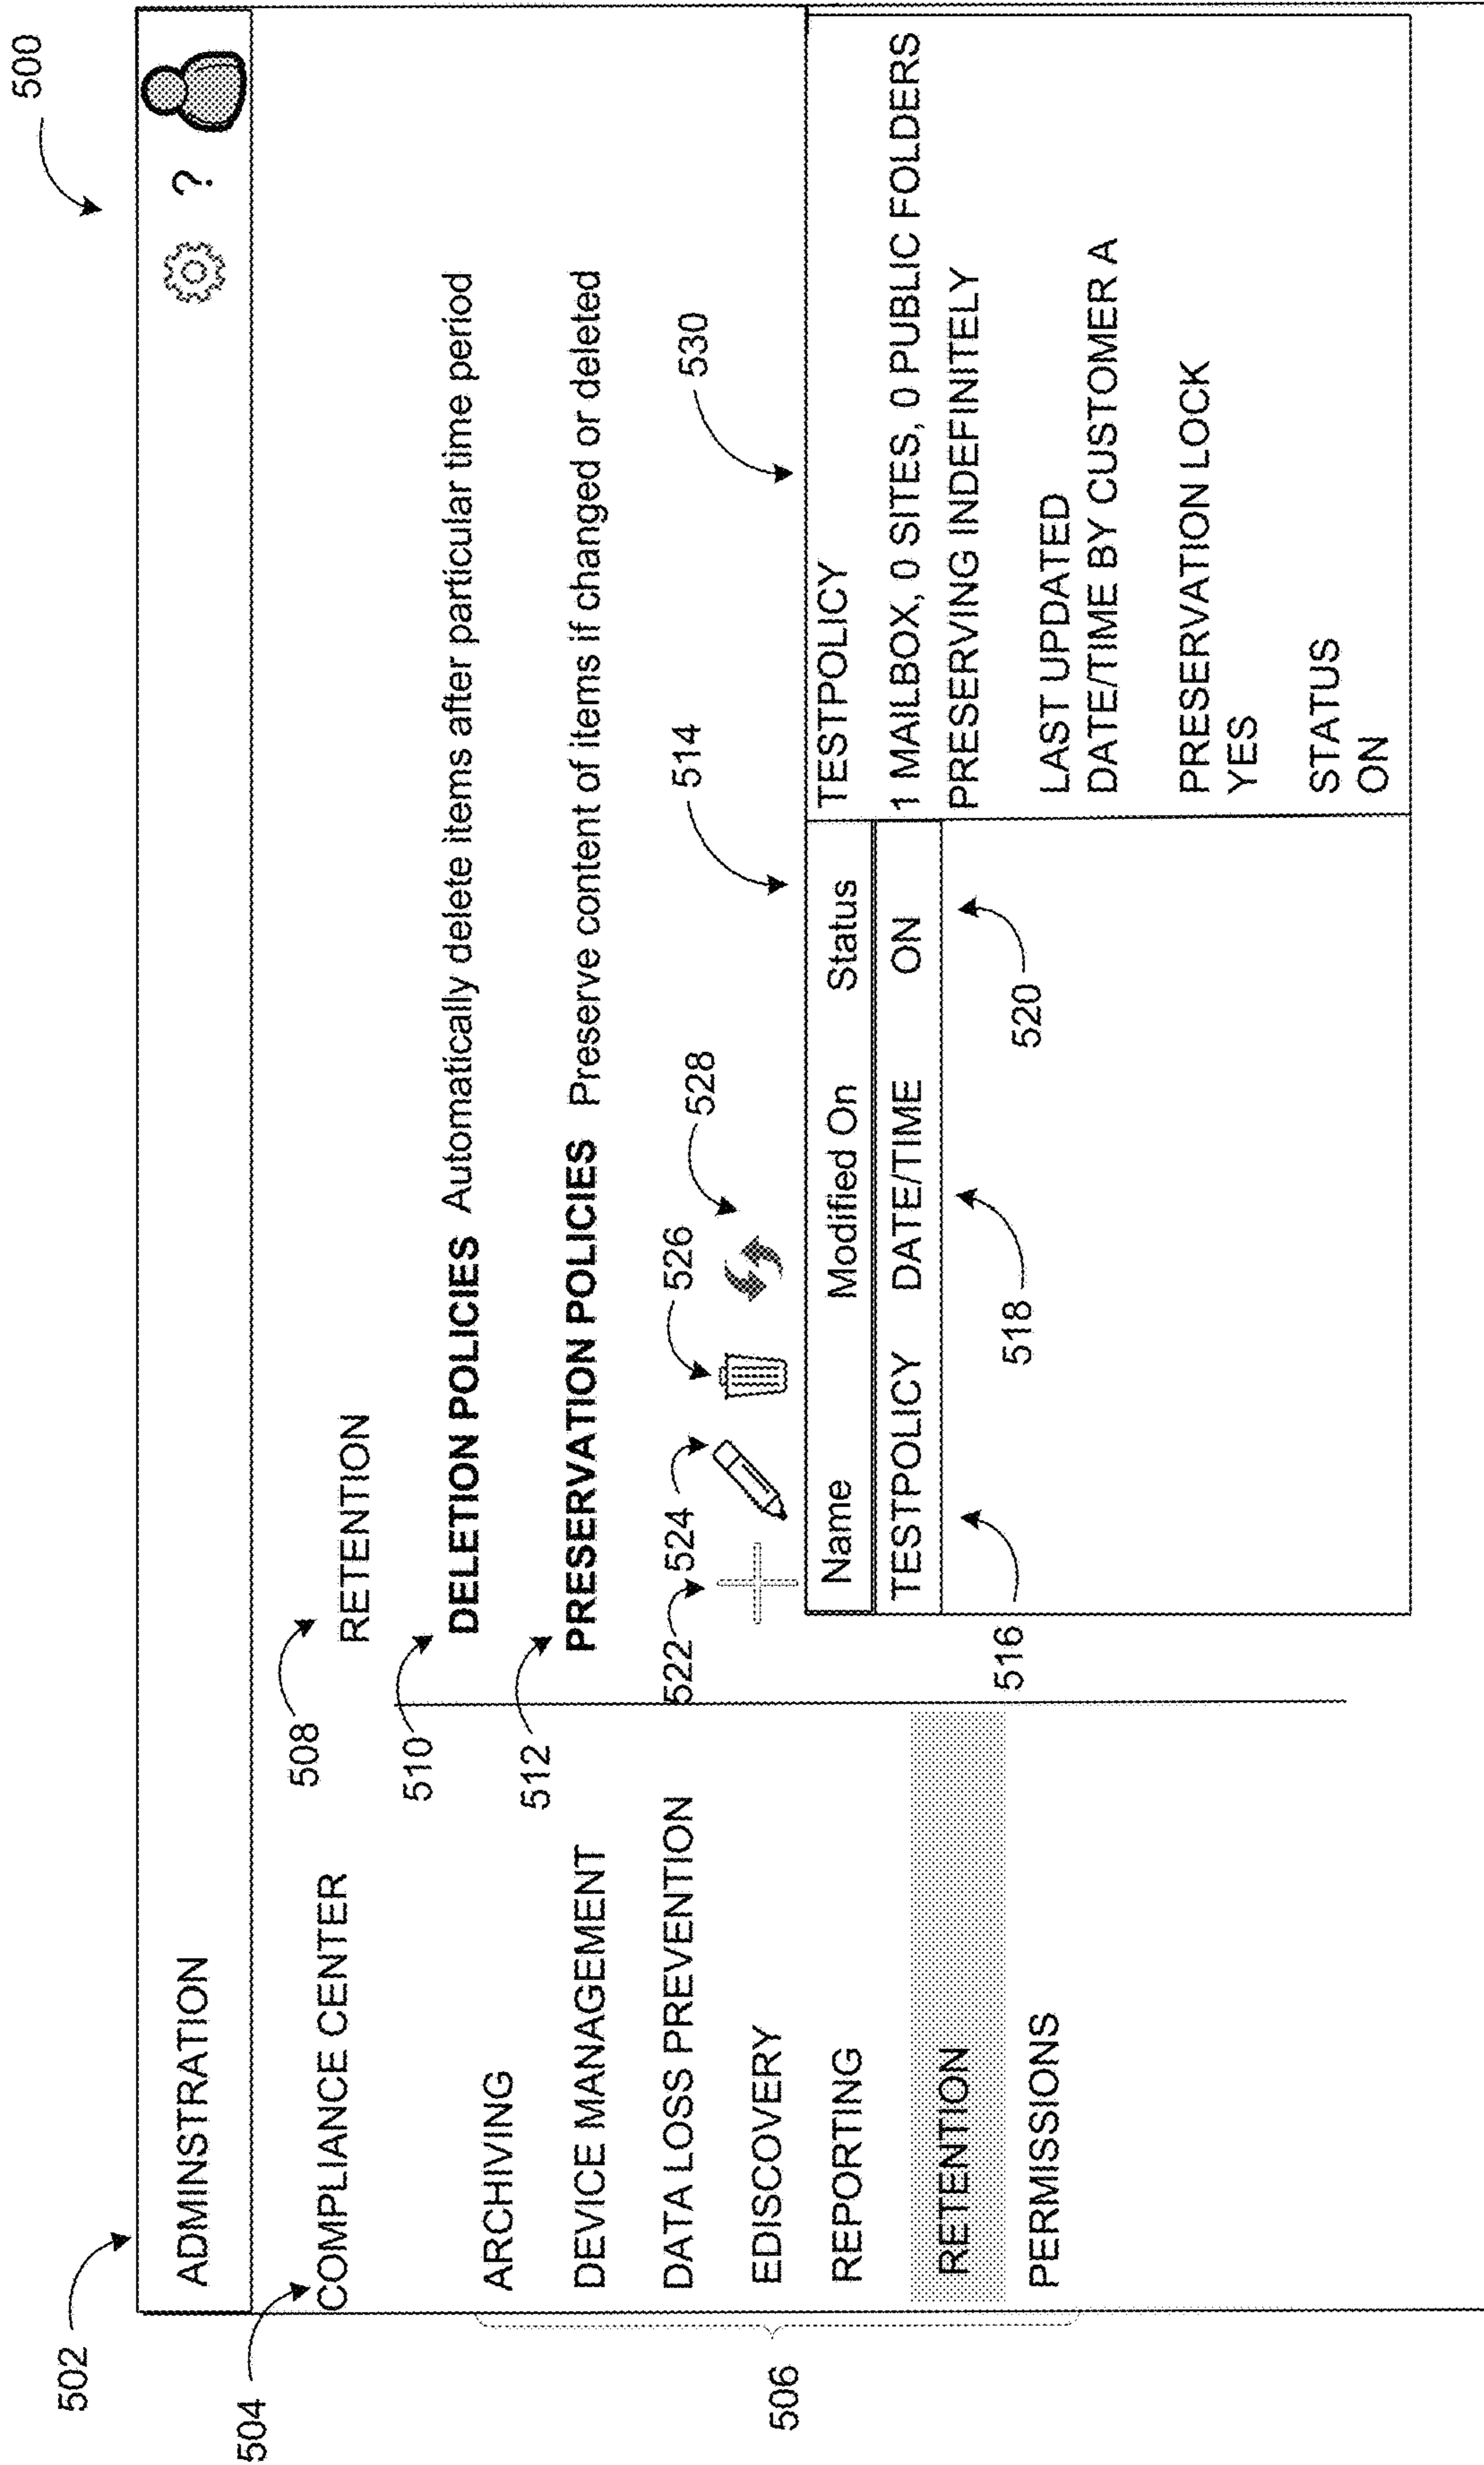 500
502
ADMINISTRATION
?
504
COMPLIANCE CENTER
508
RETENTION
506
ARCHIVING
DEVICE MANAGEMENT
DATA LOSS PREVENTION
EDISCOVERY
REPORTING
RETENTION
PERMISSIONS
510
DELETION POLICIES Automatically delete items after particular time period
512
PRESERVATION POLICIES Preserve content of items if changed or deleted
522
524
526
528
514
530
Name Modified On Status
TESTPOLICY DATE/TIME ON
516
518
520
TESTPOLICY
1 MAILBOX, 0 SITES, 0 PUBLIC FOLDERS
PRESERVING INDEFINITELY
LAST UPDATED
DATE/TIME BY CUSTOMER A
PRESERVATION LOCK
YES
STATUS
ON